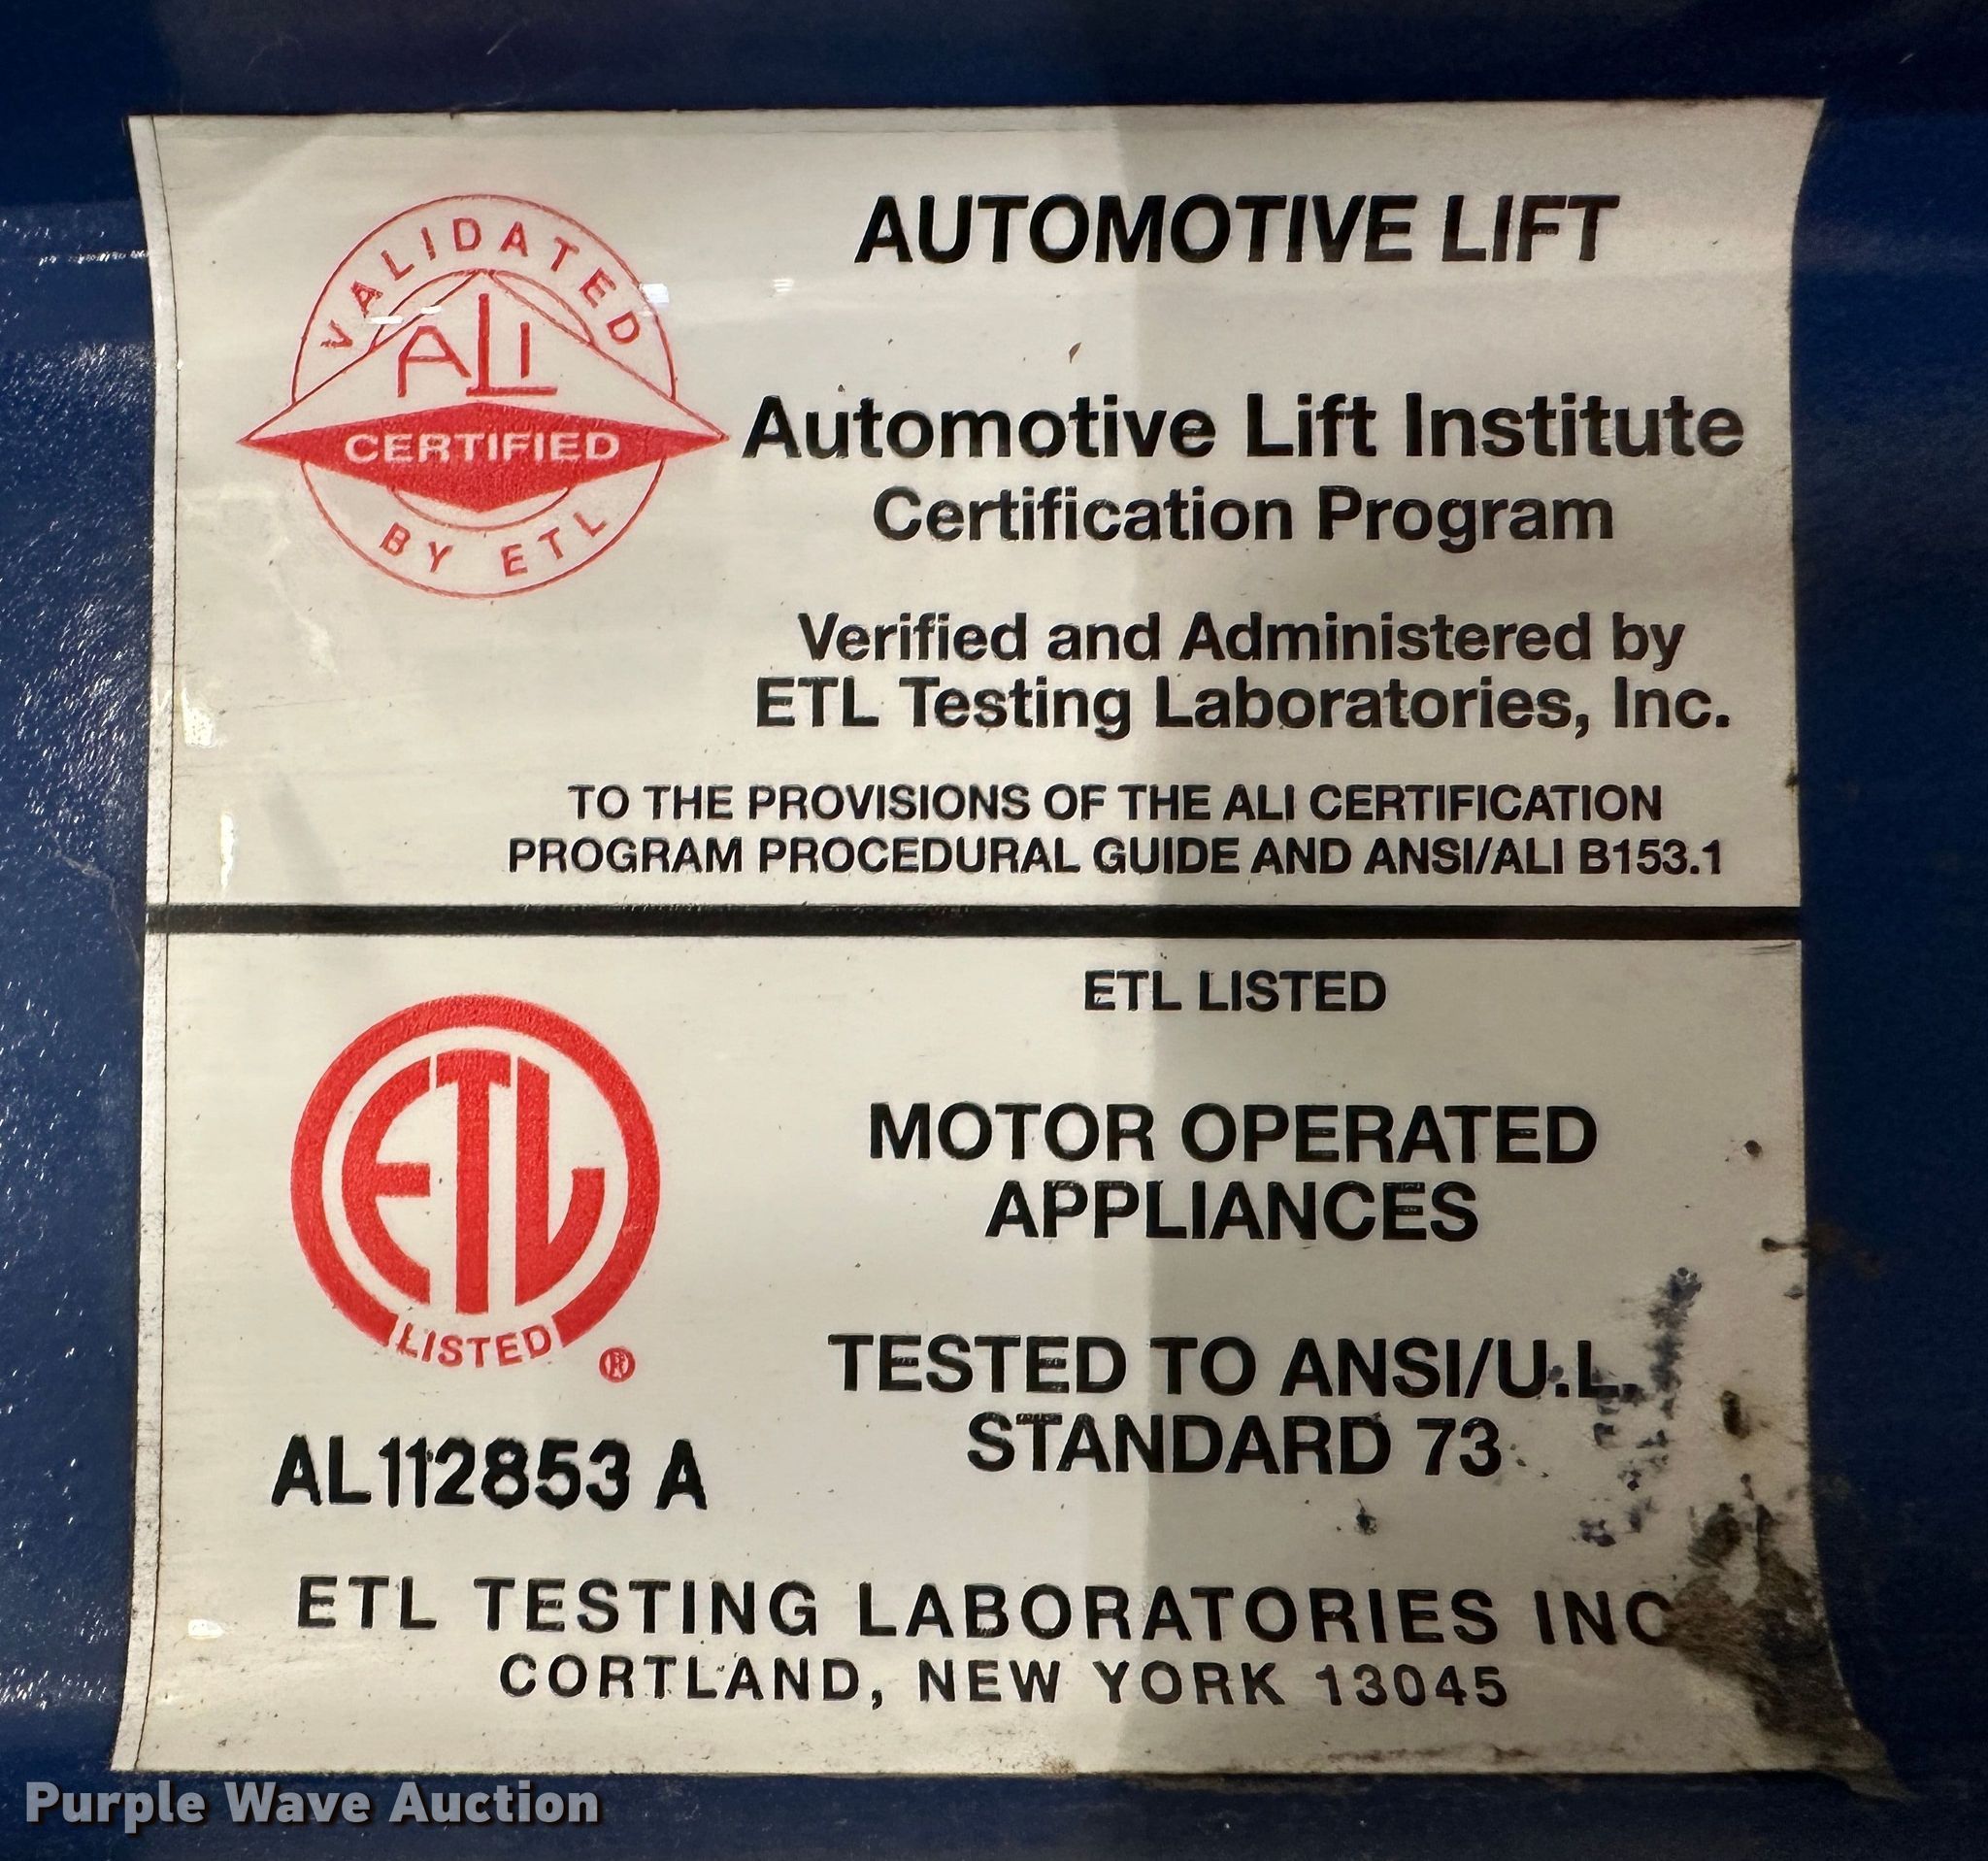 VALIDATED
ALI
CERTIFIED
BY ETL
AUTOMOTIVE LIFT
Automotive Lift Institute
Certification Program
Verified and Administered by
ETL Testing Laboratories, Inc.
TO THE PROVISIONS OF THE ALI CERTIFICATION
PROGRAM PROCEDURAL GUIDE AND ANSI/ALI B153.1
ETL
LISTED
®
AL112853 A
ETL LISTED
MOTOR OPERATED
APPLIANCES
TESTED TO ANSI/U.L.
STANDARD 73
ETL TESTING LABORATORIES INC
CORTLAND, NEW YORK 13045
Purple Wave Auction